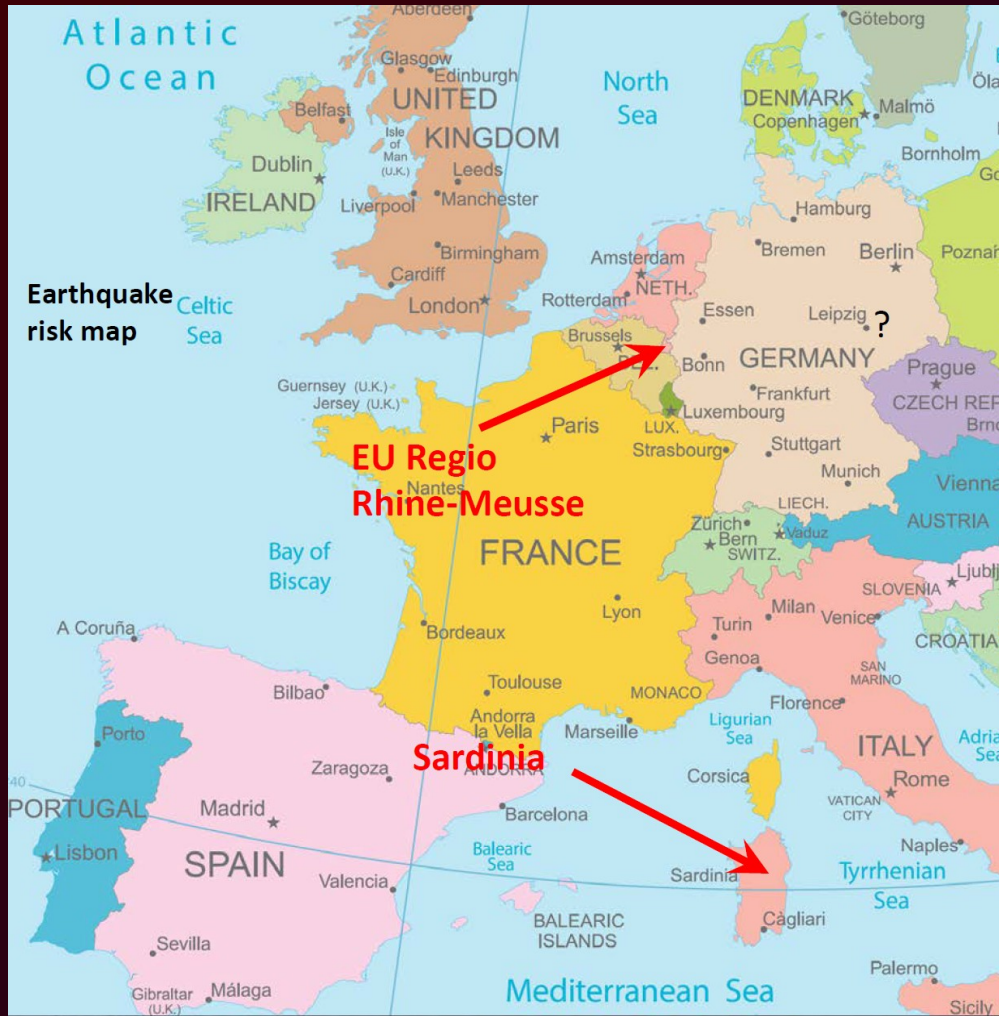 Aberdeen
Göteborg
Atlantic
Ocean
Glasgow
Edinburgh
North
Sea
UNITED
KINGDOM
DENMARK
Copenhagen
Malmö
Belfast
Isle
of
Man
(U.K.)
Bornholm
Dublin
IRELAND
Leeds
Liverpool
Manchester
Hamburg
Bremen
Berlin
Poznań
Birmingham
Amsterdam
NETH.
Cardiff
London
Rotterdam
Earthquake
risk map
Celtic
Sea
Essen
Leipzig
?
Brussels
BEL.
Bonn
GERMANY
Prague
CZECH REP
Brno
Guernsey (U.K.)
Jersey (U.K.)
Frankfurt
Luxembourg
LUX.
Paris
Strasbourg
Stuttgart
EU Regio
Rhine-Meusse
Nantes
Munich
Vienna
LIECH.
AUSTRIA
Zürich
Bern
Vaduz
SWITZ.
Bay of
Biscay
FRANCE
SLOVENIA
Ljublj
Lyon
Milan
Venice
Turin
CROATIA
A Coruña
Bordeaux
Genoa
SAN
MARINO
Bilbao
Toulouse
MONACO
Florence
Andorra
la Vella
Marseille
Ligurian
Sea
ITALY
Adria
Sea
Porto
Sardinia
ANDORRA
Zaragoza
Corsica
Rome
40
PORTUGAL
Madrid
Barcelona
VATICAN
CITY
Naples
Lisbon
SPAIN
Balearic
Sea
Valencia
Sardinia
Tyrrhenian
Sea
BALEARIC
ISLANDS
Càgliari
Sevilla
Palermo
Gibraltar
(U.K.)
Málaga
Mediterranean Sea
Sicily